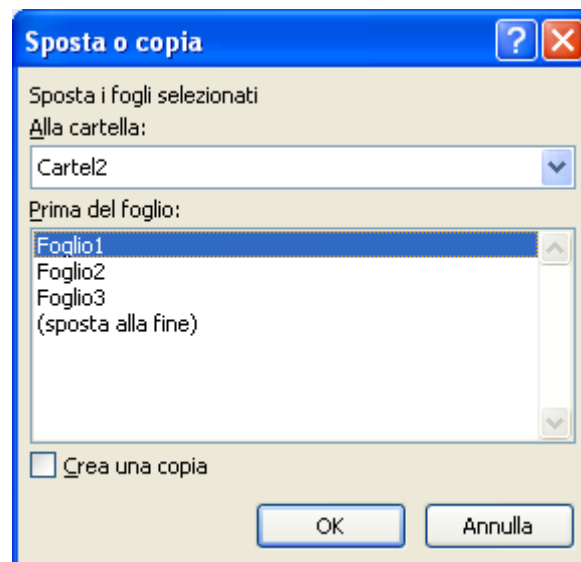 Sposta o copia
Sposta i fogli selezionati
Alla cartella:
Cartel2
Prima del foglio:
Foglio1
Foglio2
Foglio3
(sposta alla fine)
Crea una copia
OK
Annulla